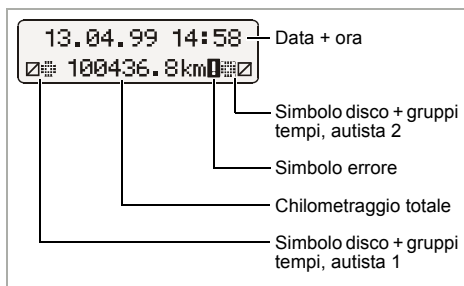 13.04.99 14:58
100436.8km!
Data + ora
Simbolo disco + gruppi
tempi, autista 2
Simbolo errore
Chilometraggio totale
Simbolo disco + gruppi
tempi, autista 1